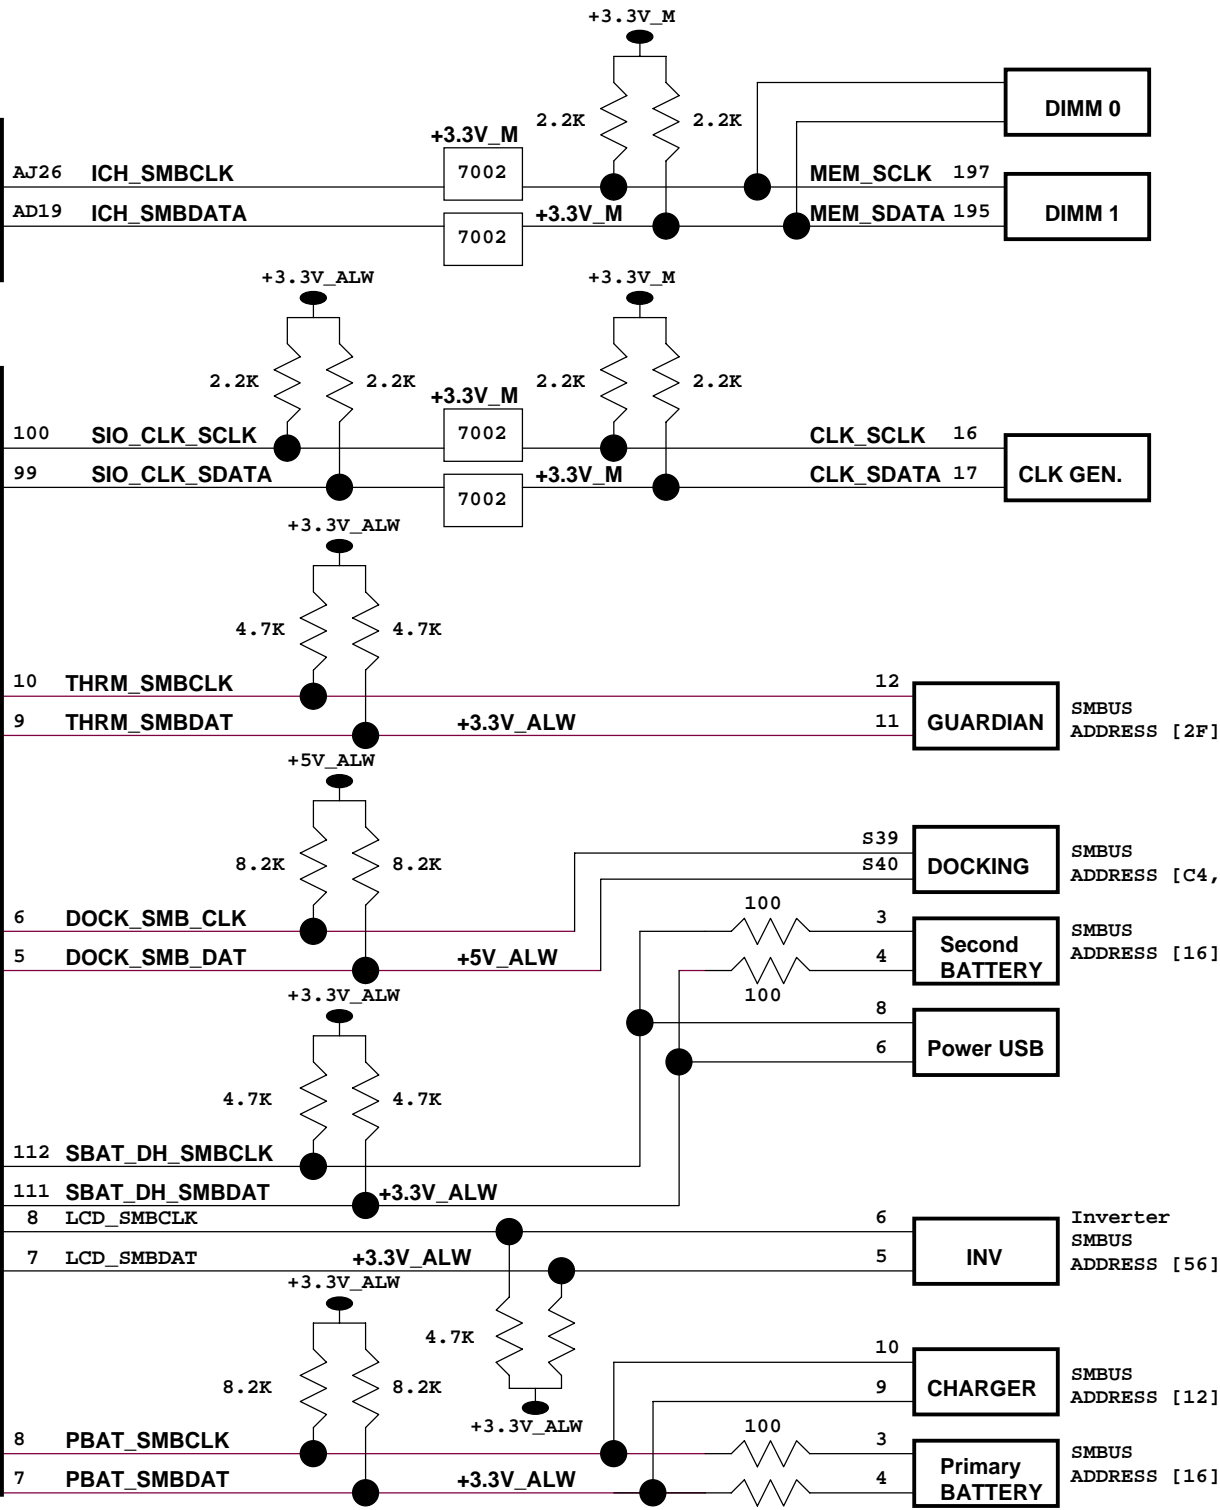 +3.3V_M
2.2K
2.2K
DIMM 0
+3.3V_M
AJ26 ICH_SMBCLK
7002
MEM_SCLK 197
AD19 ICH_SMBDATA
7002
+3.3V_M
MEM_SDATA 195
DIMM 1
+3.3V_ALW
+3.3V_M
2.2K
2.2K
2.2K
2.2K
+3.3V_M
100 SIO_CLK_SCLK
7002
CLK_SCLK 16
99 SIO_CLK_SDATA
7002
+3.3V_M
CLK_SDATA 17
CLK GEN.
+3.3V_ALW
4.7K
4.7K
10 THRM_SMBCLK
12
9 THRM_SMBDAT
+3.3V_ALW
11
GUARDIAN
SMBUS
ADDRESS [2F]
+5V_ALW
8.2K
8.2K
S39
S40
DOCKING
SMBUS
ADDRESS [C4,
6 DOCK_SMB_CLK
100
3
5 DOCK_SMB_DAT
+5V_ALW
100
4
Second
BATTERY
SMBUS
ADDRESS [16]
+3.3V_ALW
8
6
Power USB
4.7K
4.7K
112 SBAT_DH_SMBCLK
111 SBAT_DH_SMBDAT
+3.3V_ALW
8 LCD_SMBCLK
6
7 LCD_SMBDAT
+3.3V_ALW
5
INV
Inverter
SMBUS
ADDRESS [56]
+3.3V_ALW
4.7K
8.2K
8.2K
+3.3V_ALW
10
9
CHARGER
SMBUS
ADDRESS [12]
8 PBAT_SMBCLK
100
3
7 PBAT_SMBDAT
+3.3V_ALW
4
Primary
BATTERY
SMBUS
ADDRESS [16]